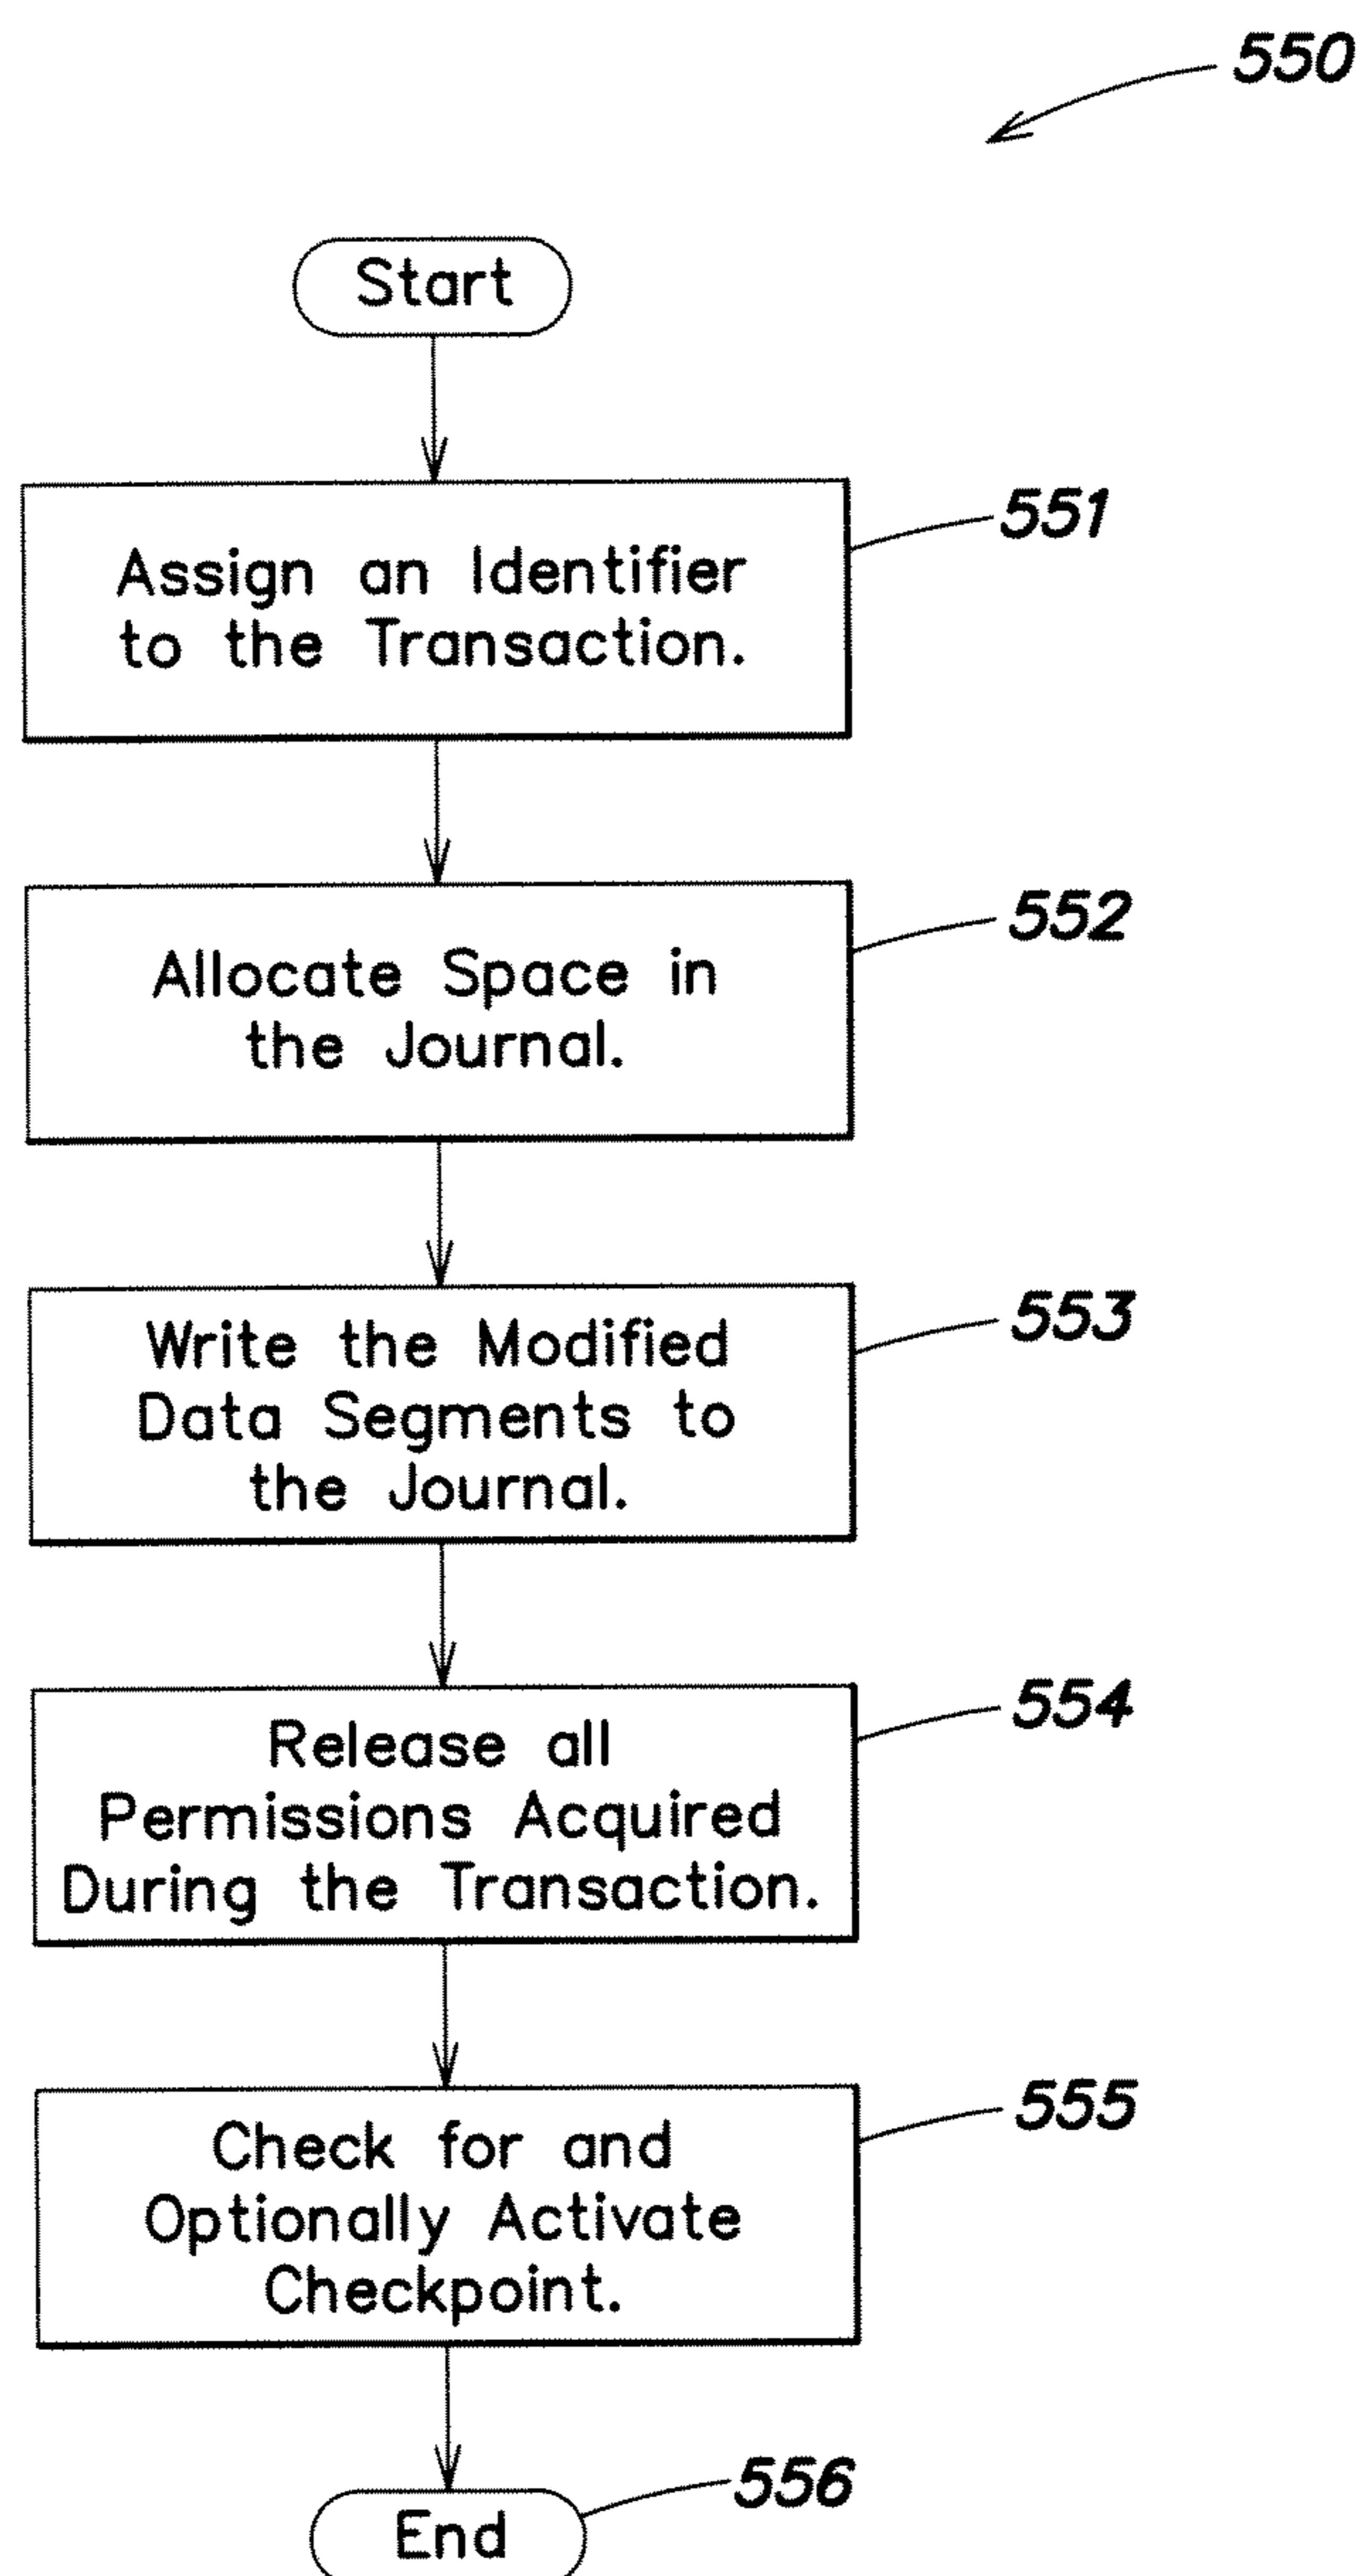 550
Start
551
Assign an Identifier
to the Transaction.
552
Allocate Space in
the Journal.
553
Write the Modified
Data Segments to
the Journal.
554
Release all
Permissions Acquired
During the Transaction.
555
Check for and
Optionally Activate
Checkpoint.
556
End